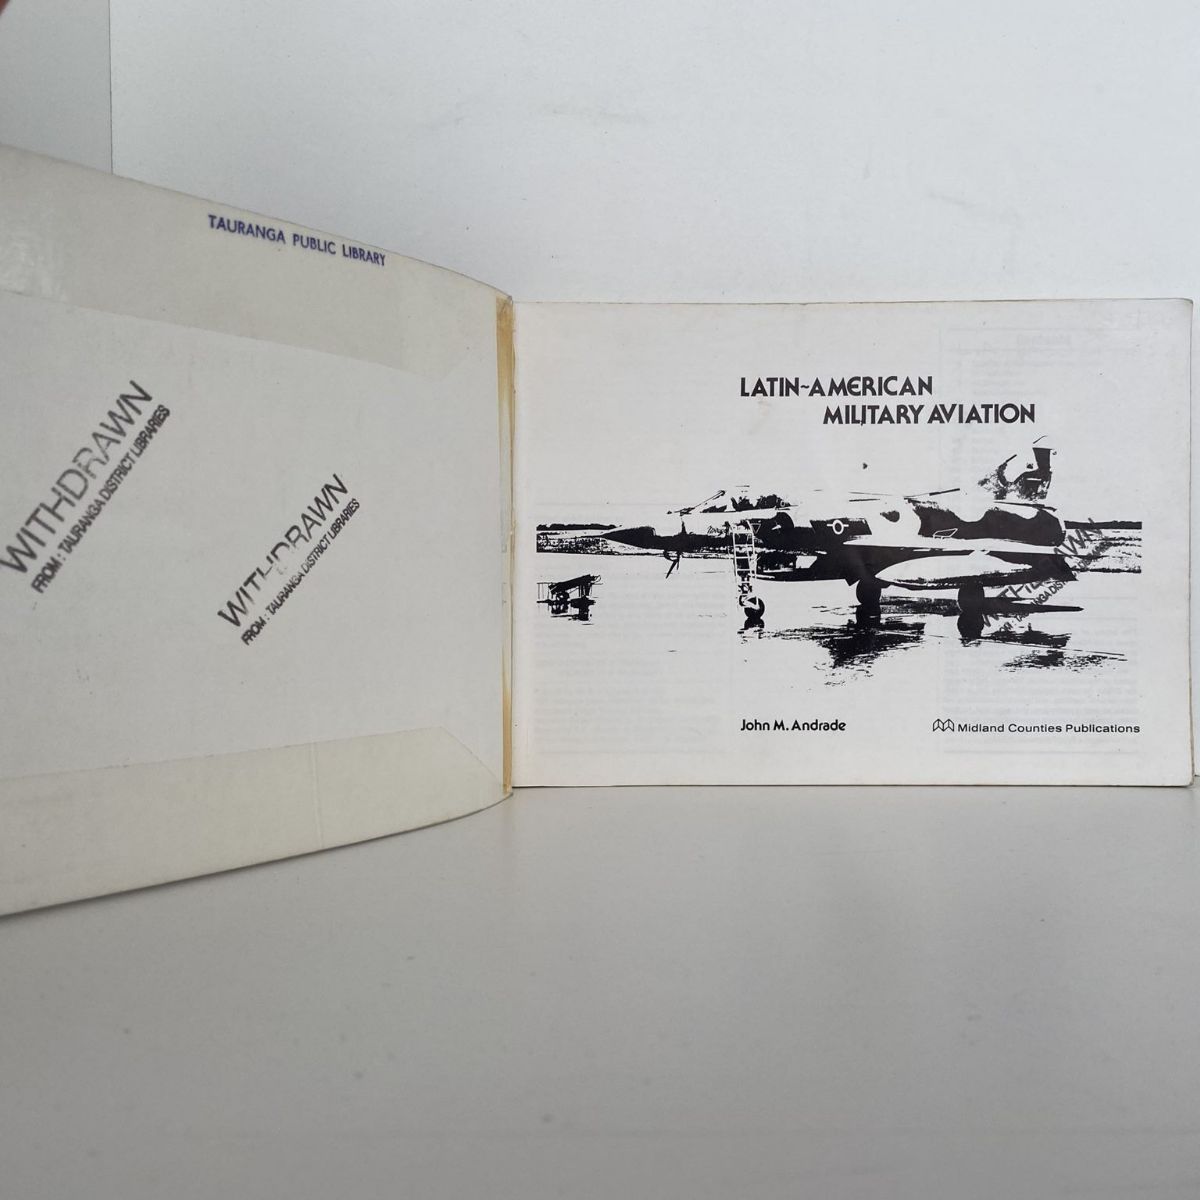 TAURANGA PUBLIC LIBRARY
WITHDRAWN
FROM : TAURANGA DISTRICT LIBRARIES
WITHDRAWN
FROM : TAURANGA DISTRICT LIBRARIES
LATIN~AMERICAN
MILITARY AVIATION
WITHDRAWN
John M. Andrade
Midland Counties Publications